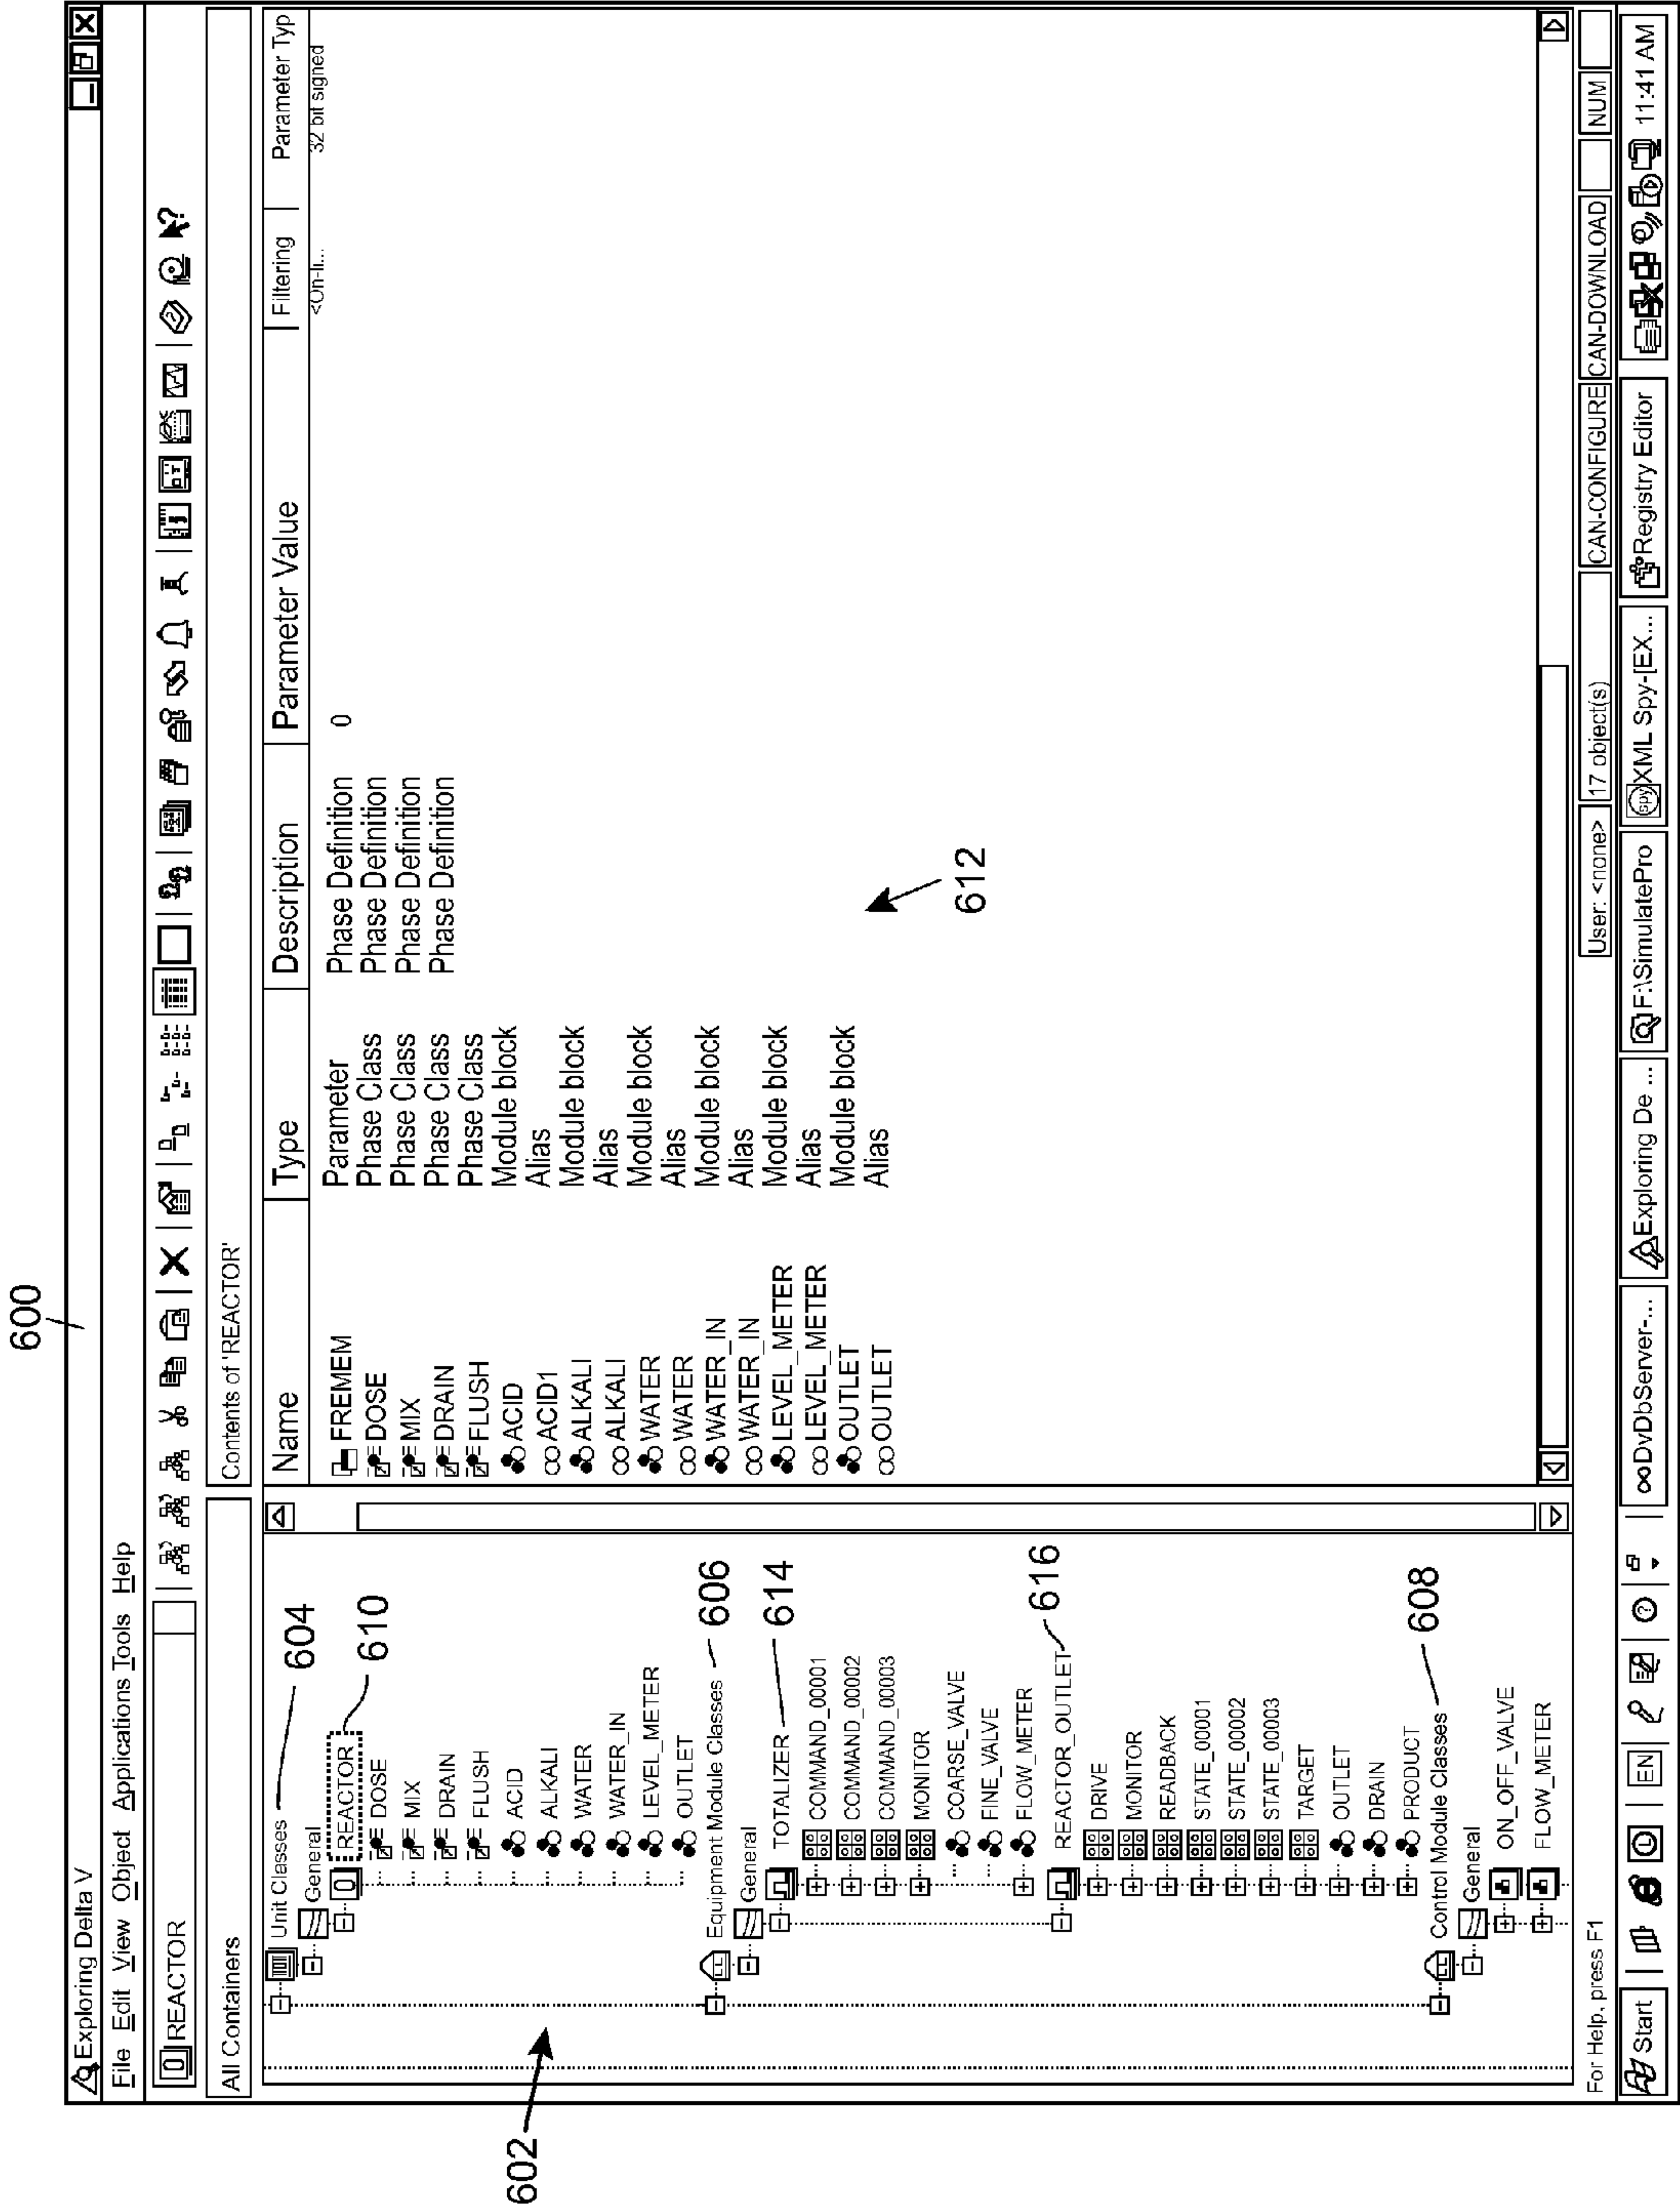 600
Exploring Delta V
File Edit View Object Applications Tools Help
REACTOR
All Containers
Contents of 'REACTOR'
602
Unit Classes
604
General
REACTOR
610
DOSE
MIX
DRAIN
FLUSH
ACID
ALKALI
WATER
WATER_IN
LEVEL_METER
OUTLET
Equipment Module Classes
606
General
TOTALIZER
614
COMMAND_00001
COMMAND_00002
COMMAND_00003
MONITOR
COARSE_VALVE
FINE_VALVE
FLOW_METER
REACTOR_OUTLET
616
DRIVE
MONITOR
READBACK
STATE_00001
STATE_00002
STATE_00003
TARGET
OUTLET
DRAIN
PRODUCT
Control Module Classes
608
General
ON_OFF_VALVE
FLOW_METER
Name Type Description Parameter Value Filtering Parameter Typ
FREMEM Parameter 0 <On-li... 32 bit signed
DOSE Phase Class Phase Definition
MIX Phase Class Phase Definition
DRAIN Phase Class Phase Definition
FLUSH Phase Class Phase Definition
ACID Module block
ACID1 Alias
ALKALI Module block
ALKALI Alias
WATER Module block
WATER Alias
WATER_IN Module block
WATER_IN Alias
LEVEL_METER Module block
LEVEL_METER Alias
OUTLET Module block
OUTLET Alias
612
For Help, press F1 User: <none> 17 object(s) CAN-CONFIGURE CAN-DOWNLOAD NUM
Start EN DvDbServer-... Exploring De ... F:\SimulatePro spy XML Spy-[EX... Registry Editor 11:41 AM